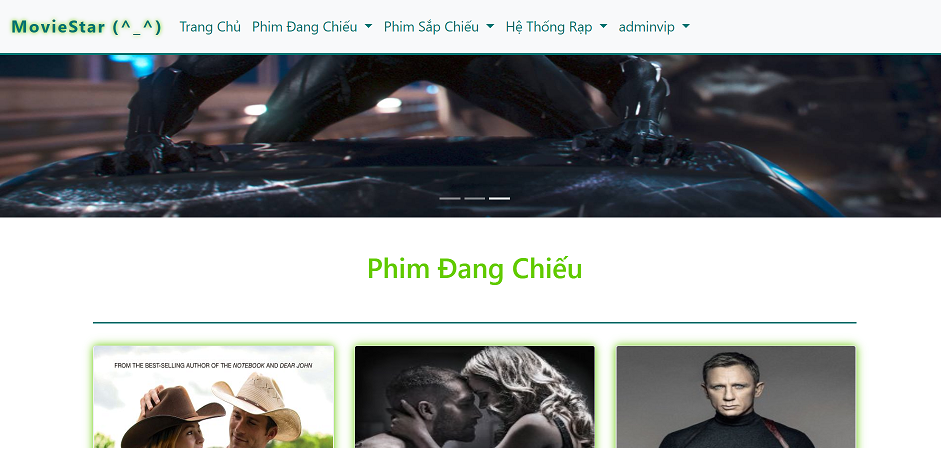 MovieStar (^_^) Trang Chủ Phim Đang Chiếu Phim Sắp Chiếu Hệ Thống Rạp adminvip
Phim Đang Chiếu
FROM THE BEST-SELLING AUTHOR OF THE NOTEBOOK AND DEAR JOHN